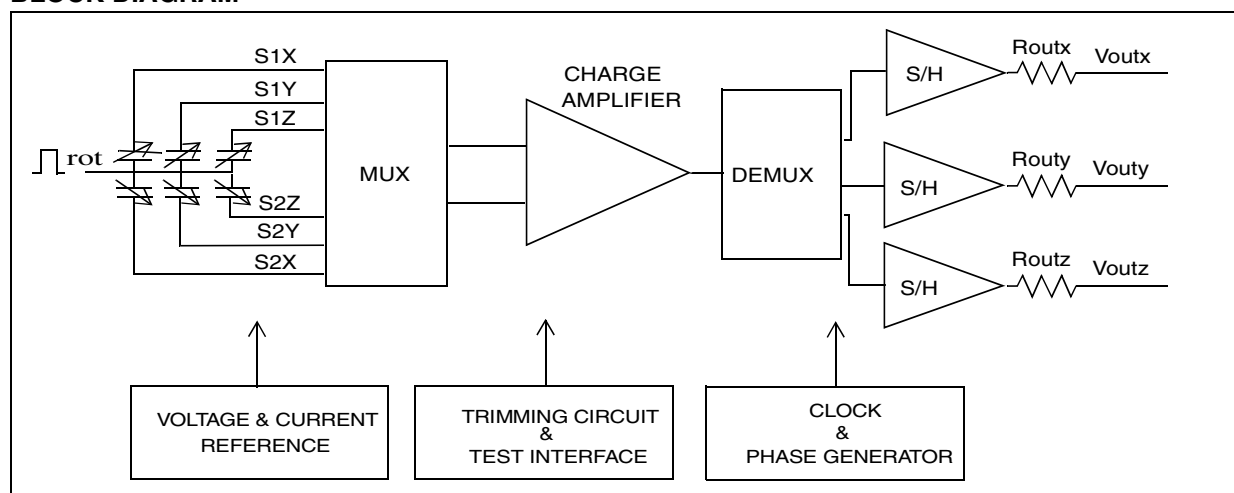 BLOCK DIAGRAM
S1X
S1Y
S1Z
rot
S2Z
S2Y
S2X
MUX
CHARGE
AMPLIFIER
DEMUX
S/H
Routx
Voutx
S/H
Routy
Vouty
S/H
Routz
Voutz
VOLTAGE & CURRENT
REFERENCE
TRIMMING CIRCUIT
&
TEST INTERFACE
CLOCK
&
PHASE GENERATOR